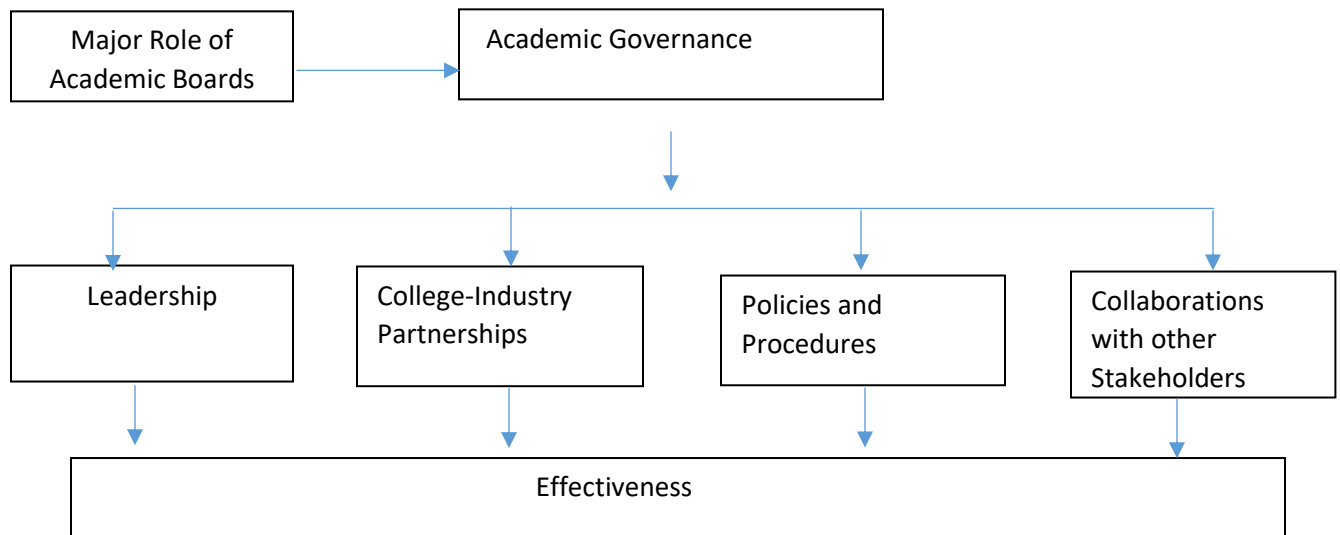 Major Role of
Academic Boards
Academic Governance
Leadership
College-Industry
Partnerships
Policies and
Procedures
Collaborations
with other
Stakeholders
Effectiveness